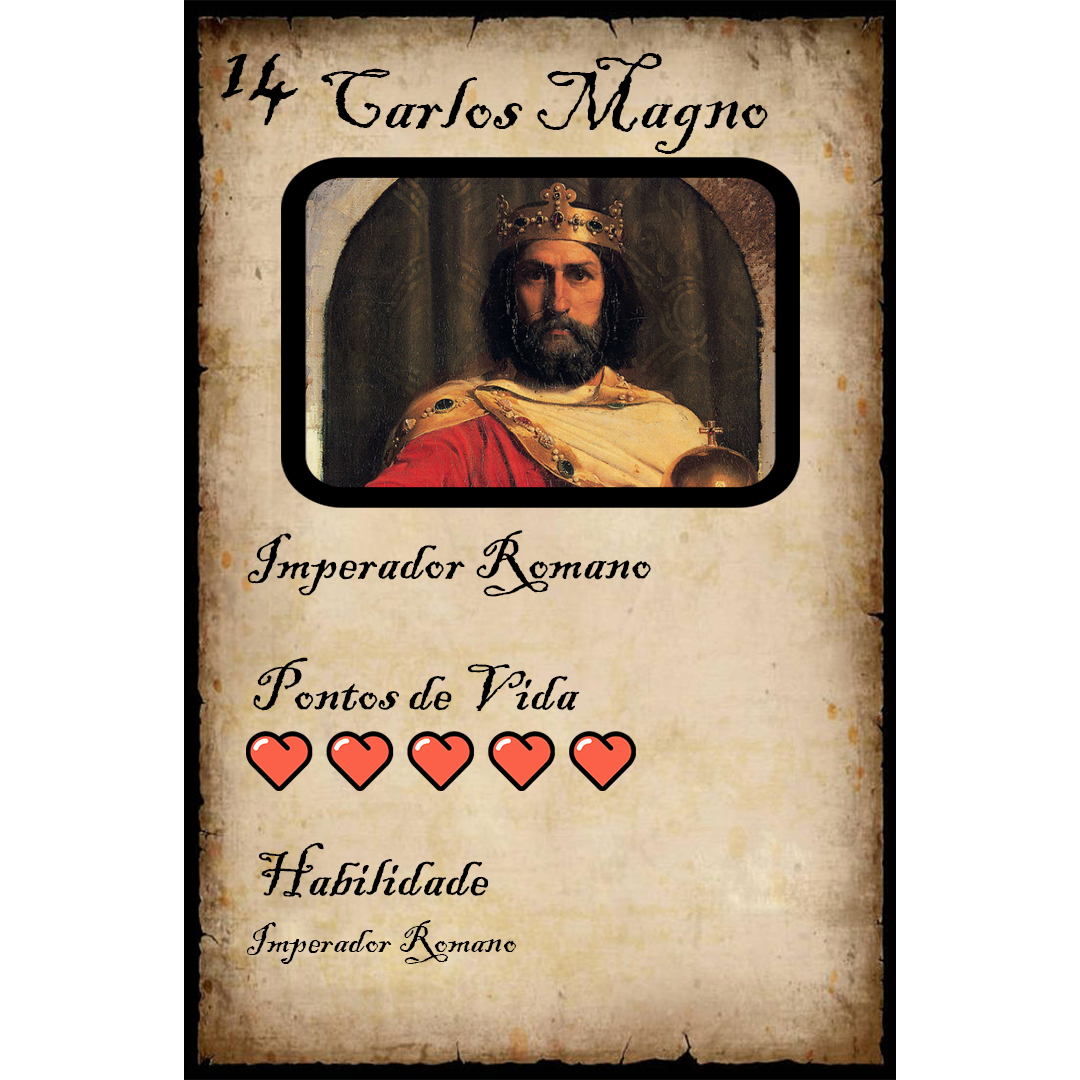 14 Carlos Magno
Imperador Romano
Pontos de Vida
Habilidade
Imperador Romano